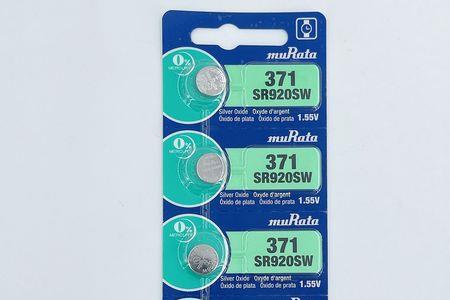 muRata
0%
MERCURY
371
SR920SW
Silver Oxide Oxyde d'argent
Óxido de plata Óxido de prata 1.55V
muRata
0%
MERCURY
371
SR920SW
Silver Oxide Oxyde d'argent
Óxido de plata Óxido de prata 1.55V
muRata
0%
MERCURY
371
SR920SW
Silver Oxide Oxyde d'argent
Óxido de plata Óxido de prata 1.55V